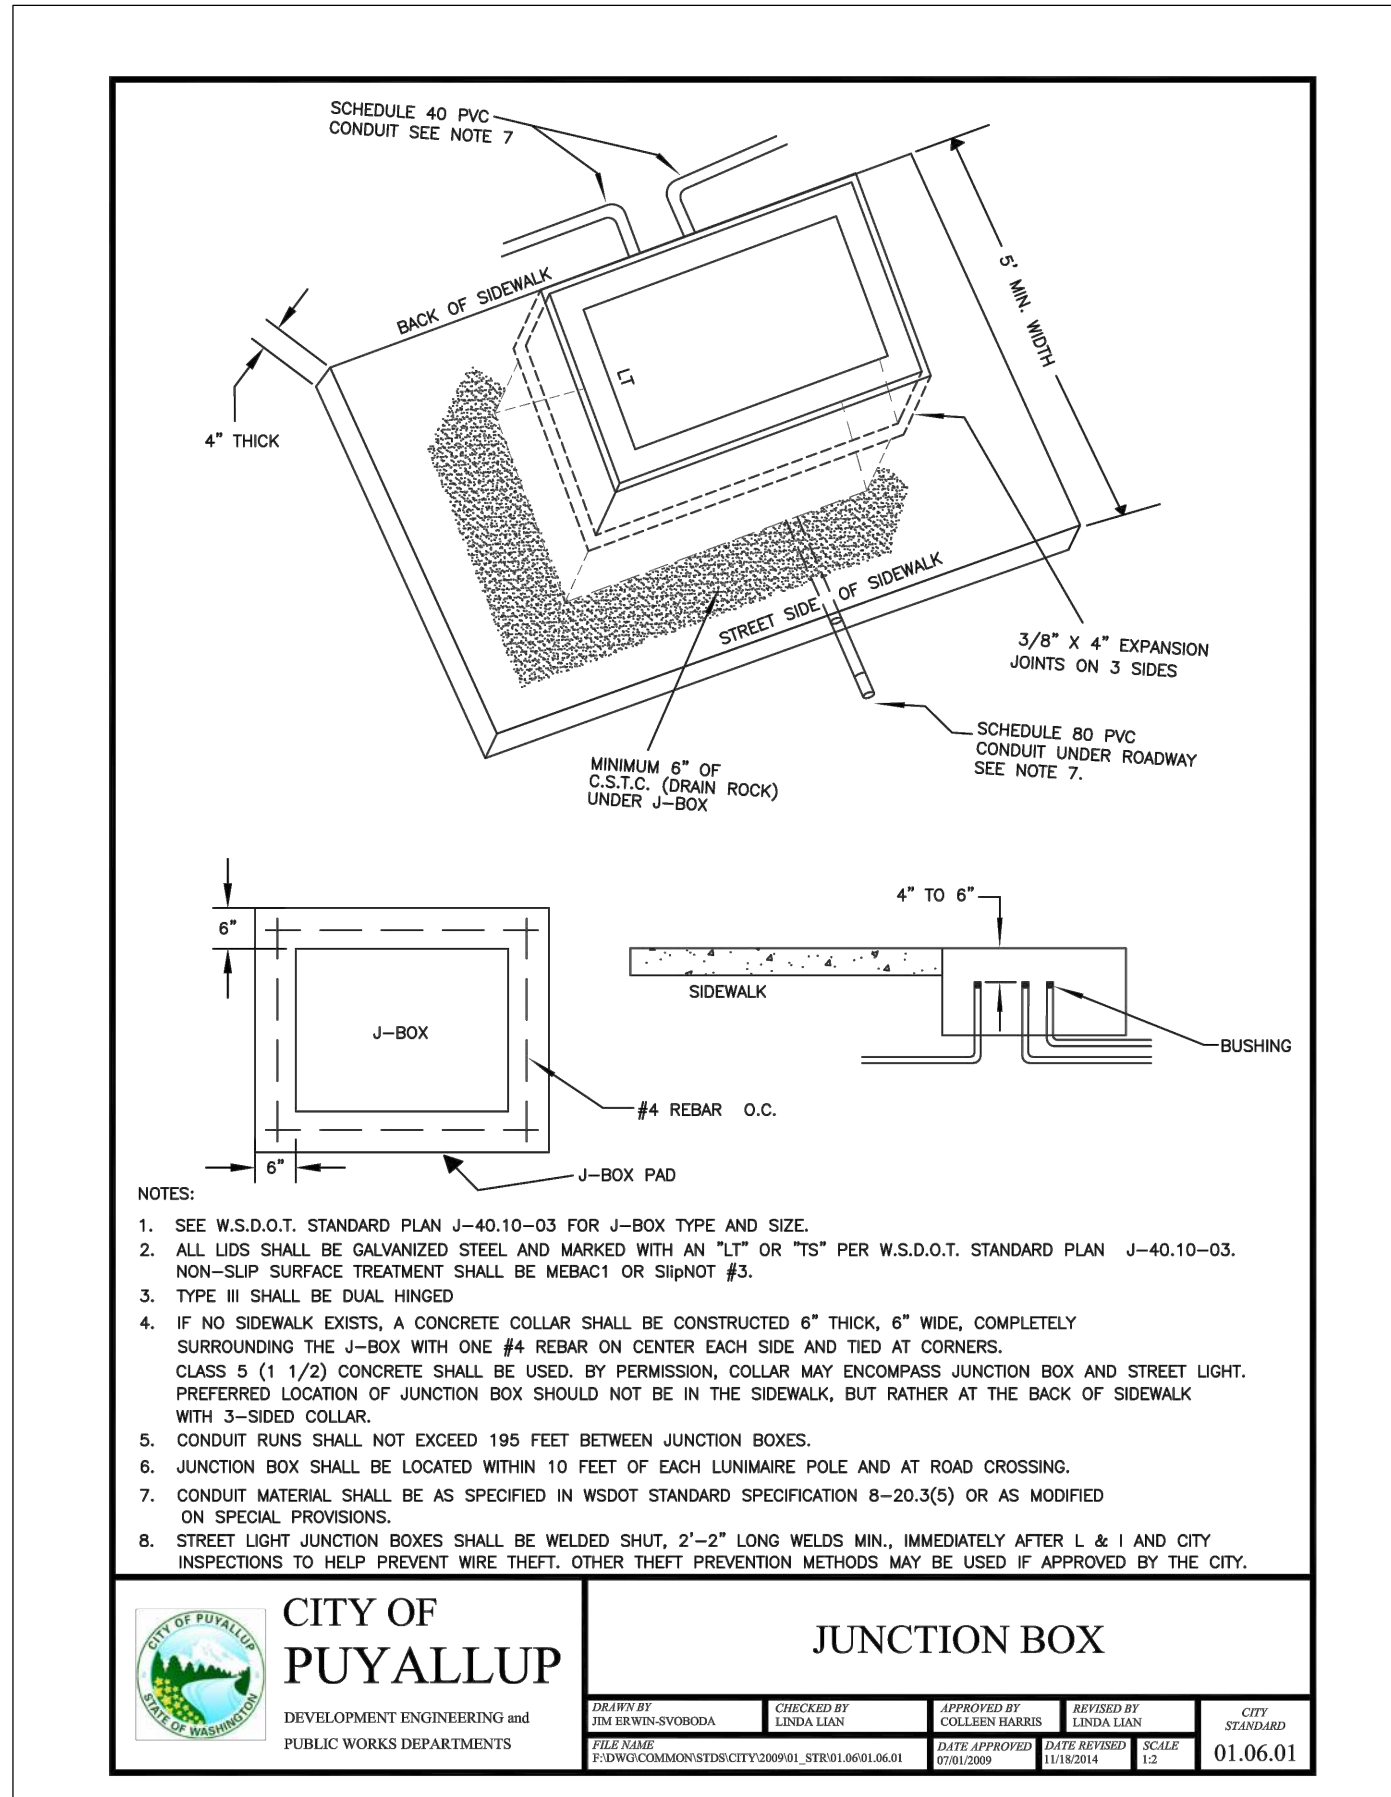 SCHEDULE 40 PVC
CONDUIT SEE NOTE 7
BACK OF SIDEWALK
5' MIN. WIDTH
LT
4" THICK
STREET SIDE OF SIDEWALK
3/8" X 4" EXPANSION
JOINTS ON 3 SIDES
SCHEDULE 80 PVC
CONDUIT UNDER ROADWAY
SEE NOTE 7.
MINIMUM 6" OF
C.S.T.C. (DRAIN ROCK)
UNDER J-BOX
4" TO 6"
6"
SIDEWALK
J-BOX
BUSHING
#4 REBAR O.C.
6"
J-BOX PAD
NOTES:
1. SEE W.S.D.O.T. STANDARD PLAN J-40.10-03 FOR J-BOX TYPE AND SIZE.
2. ALL LIDS SHALL BE GALVANIZED STEEL AND MARKED WITH AN "LT" OR "TS" PER W.S.D.O.T. STANDARD PLAN J-40.10-03.
NON-SLIP SURFACE TREATMENT SHALL BE MEBAC1 OR SlipNOT #3.
3. TYPE III SHALL BE DUAL HINGED
4. IF NO SIDEWALK EXISTS, A CONCRETE COLLAR SHALL BE CONSTRUCTED 6" THICK, 6" WIDE, COMPLETELY
SURROUNDING THE J-BOX WITH ONE #4 REBAR ON CENTER EACH SIDE AND TIED AT CORNERS.
CLASS 5 (1 1/2) CONCRETE SHALL BE USED. BY PERMISSION, COLLAR MAY ENCOMPASS JUNCTION BOX AND STREET LIGHT.
PREFERRED LOCATION OF JUNCTION BOX SHOULD NOT BE IN THE SIDEWALK, BUT RATHER AT THE BACK OF SIDEWALK
WITH 3-SIDED COLLAR.
5. CONDUIT RUNS SHALL NOT EXCEED 195 FEET BETWEEN JUNCTION BOXES.
6. JUNCTION BOX SHALL BE LOCATED WITHIN 10 FEET OF EACH LUNIMAIRE POLE AND AT ROAD CROSSING.
7. CONDUIT MATERIAL SHALL BE AS SPECIFIED IN WSDOT STANDARD SPECIFICATION 8-20.3(5) OR AS MODIFIED
ON SPECIAL PROVISIONS.
8. STREET LIGHT JUNCTION BOXES SHALL BE WELDED SHUT, 2'-2" LONG WELDS MIN., IMMEDIATELY AFTER L & I AND CITY
INSPECTIONS TO HELP PREVENT WIRE THEFT. OTHER THEFT PREVENTION METHODS MAY BE USED IF APPROVED BY THE CITY.
CITY OF PUYALLUP
STATE OF WASHINGTON
CITY OF
PUYALLUP
DEVELOPMENT ENGINEERING and
PUBLIC WORKS DEPARTMENTS
JUNCTION BOX
DRAWN BY
JIM ERWIN-SVOBODA
CHECKED BY
LINDA LIAN
APPROVED BY
COLLEEN HARRIS
REVISED BY
LINDA LIAN
CITY
STANDARD
01.06.01
FILE NAME
F:\DWG\COMMON\STDS\CITY\2009\01_STR\01.06\01.06.01
DATE APPROVED
07/01/2009
DATE REVISED
11/18/2014
SCALE
1:2